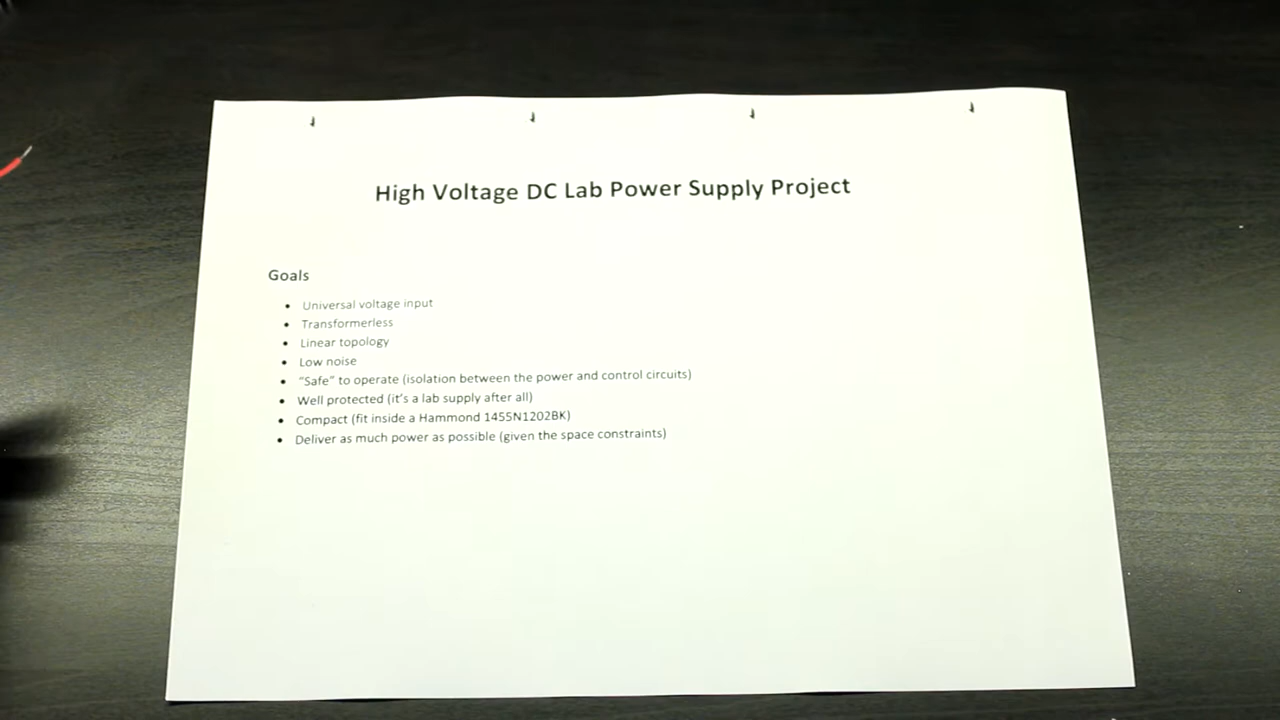 High Voltage DC Lab Power Supply Project
Goals
• Universal voltage input
• Transformerless
• Linear topology
• Low noise
• “Safe” to operate (isolation between the power and control circuits)
• Well protected (it’s a lab supply after all)
• Compact (fit inside a Hammond 1455N1202BK)
• Deliver as much power as possible (given the space constraints)